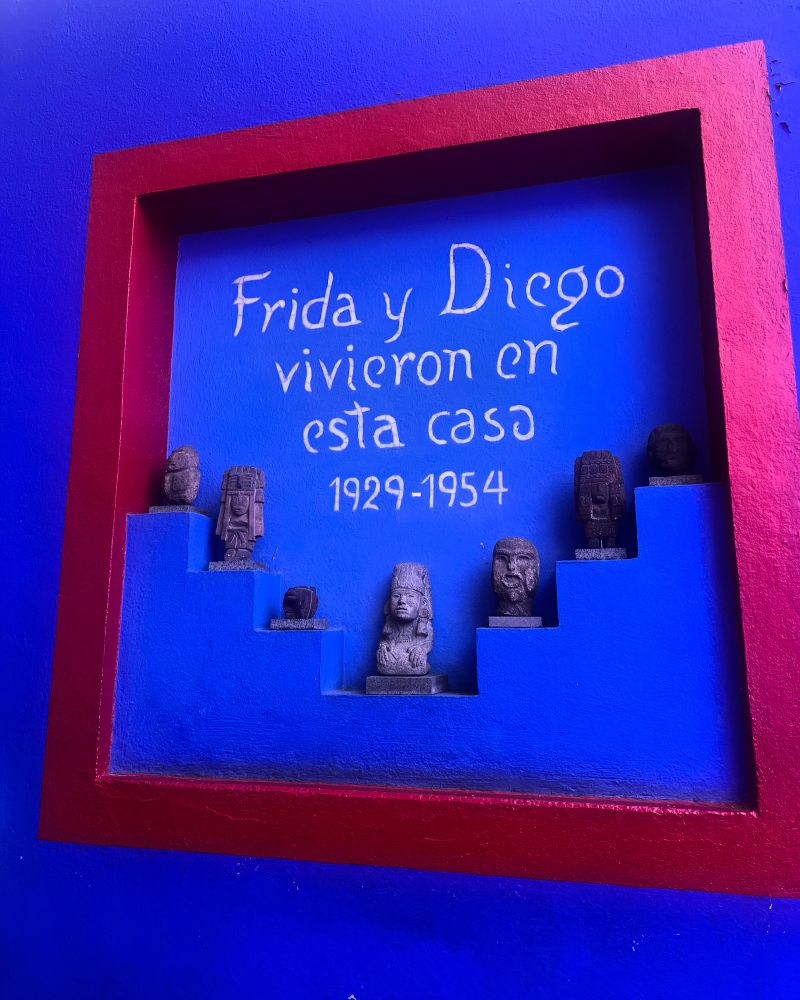 Frida y Diego
vivieron en
esta casa
1929-1954